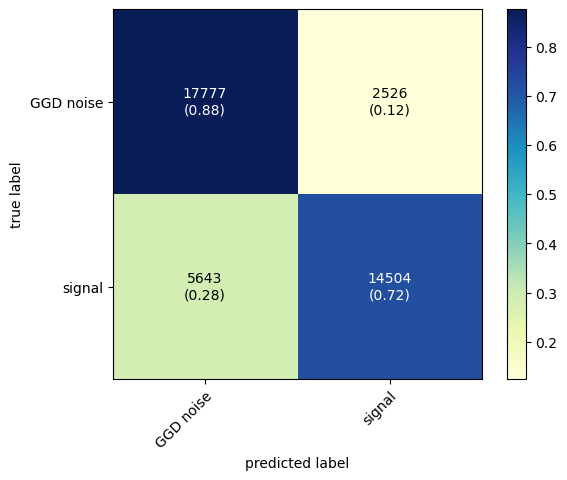 GGD noise
17777
(0.88)
2526
(0.12)
signal
5643
(0.28)
14504
(0.72)
true label
GGD noise
signal
predicted label
0.8
0.7
0.6
0.5
0.4
0.3
0.2